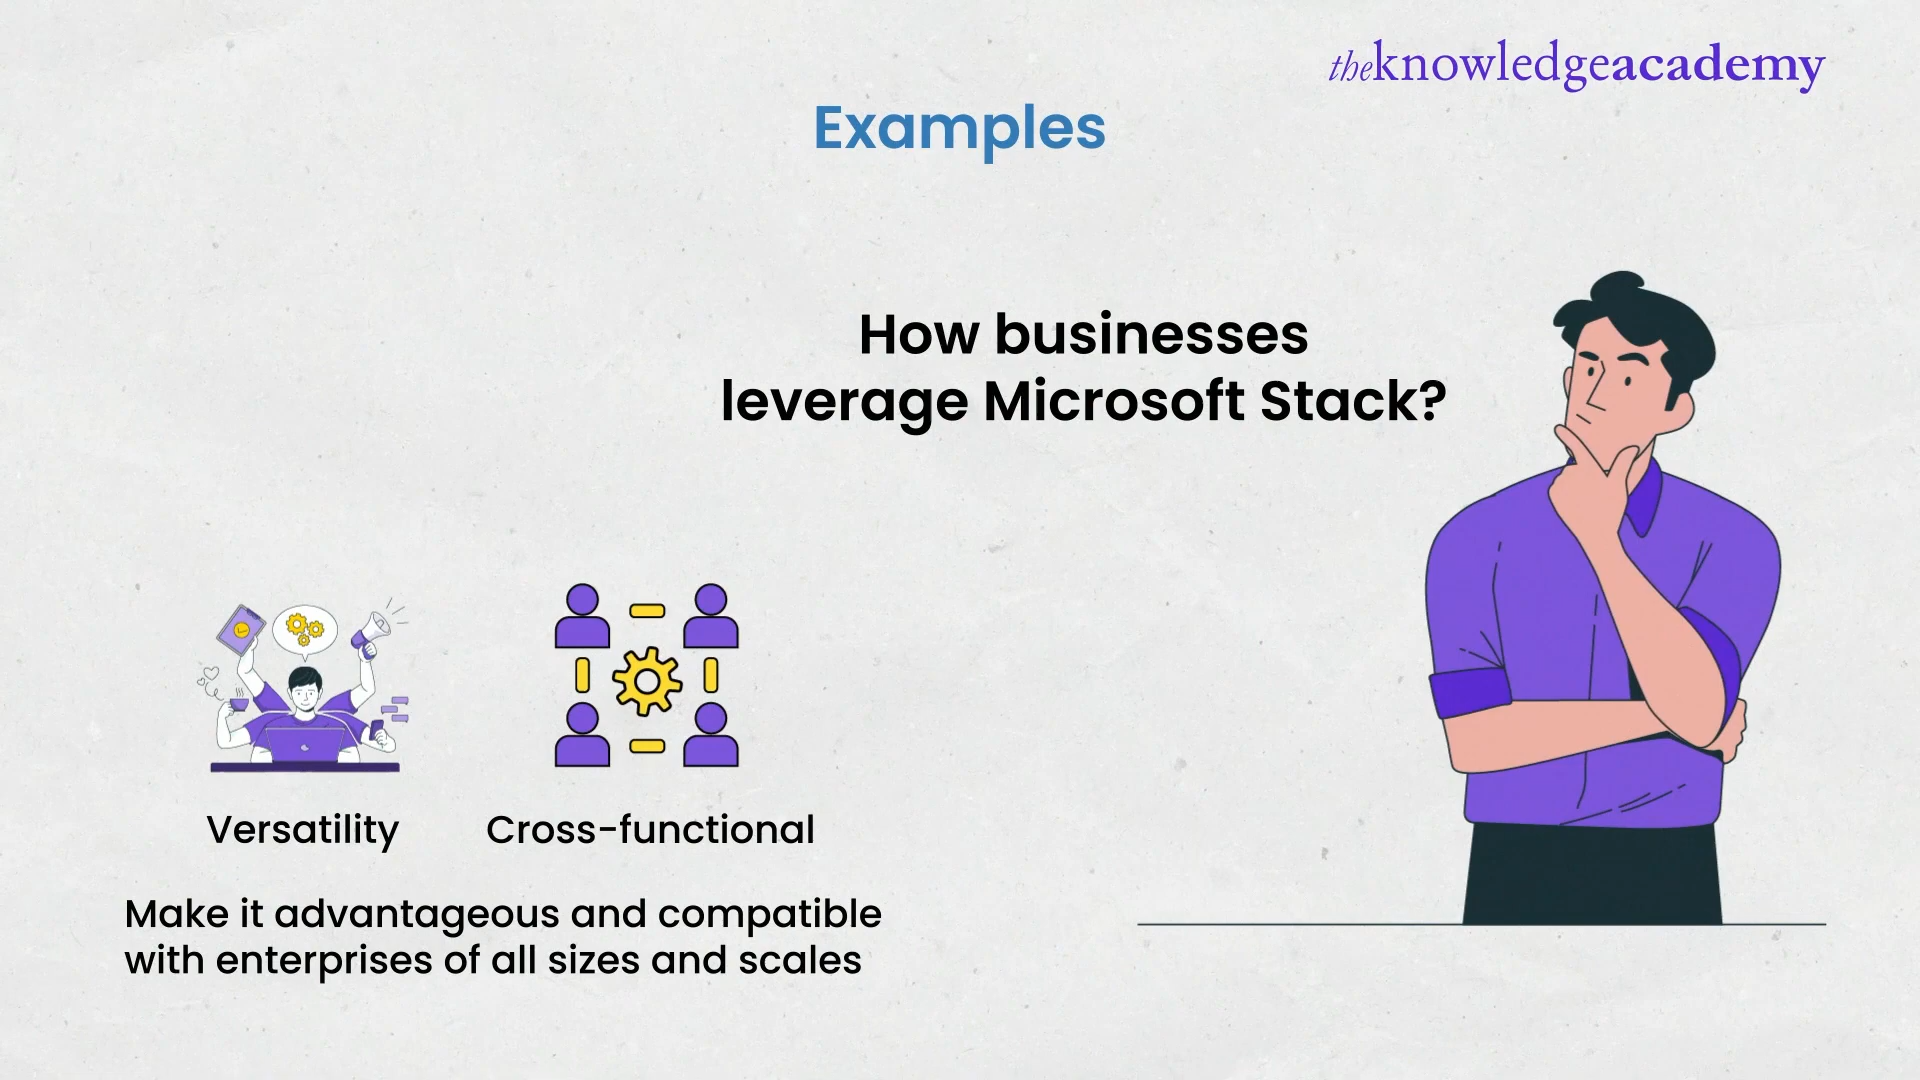 theknowledgeacademy
Examples
How businesses
leverage Microsoft Stack?
Versatility
Cross-functional
Make it advantageous and compatible
with enterprises of all sizes and scales